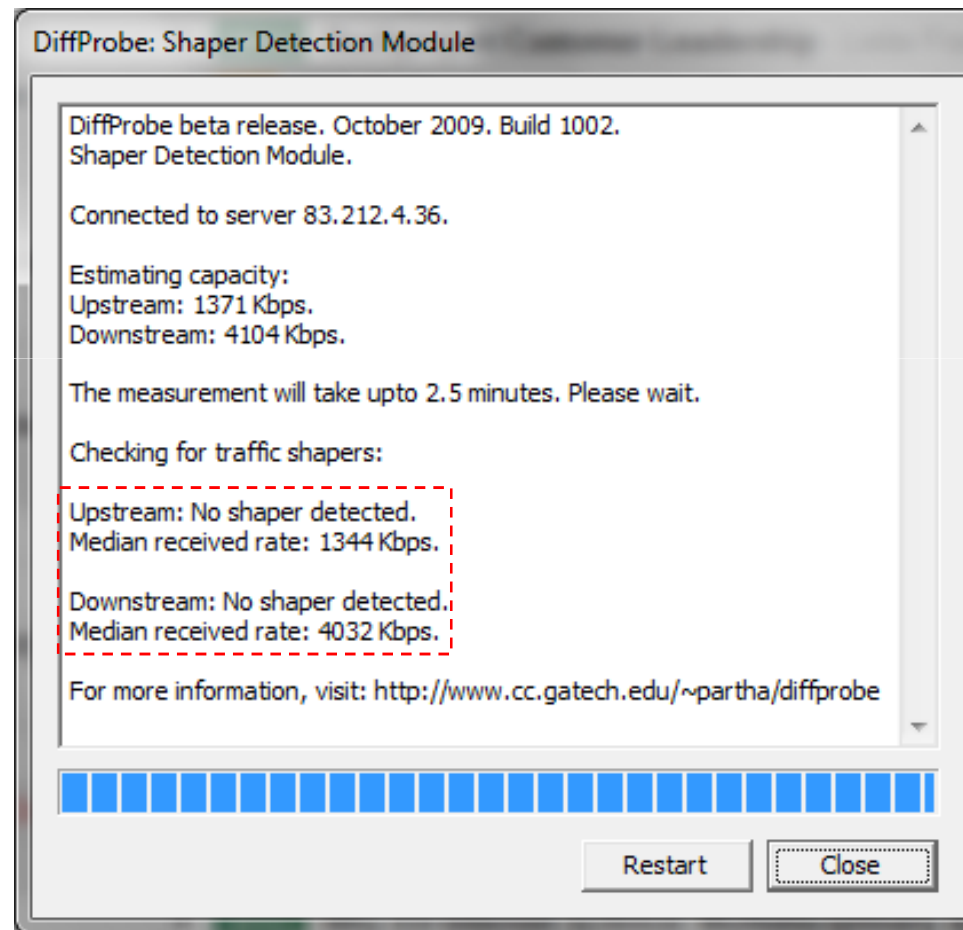 DiffProbe: Shaper Detection Module
DiffProbe beta release. October 2009. Build 1002.
Shaper Detection Module.
Connected to server 83.212.4.36.
Estimating capacity:
Upstream: 1371 Kbps.
Downstream: 4104 Kbps.
The measurement will take upto 2.5 minutes. Please wait.
Checking for traffic shapers:
Upstream: No shaper detected.
Median received rate: 1344 Kbps.
Downstream: No shaper detected.
Median received rate: 4032 Kbps.
For more information, visit: http://www.cc.gatech.edu/~partha/diffprobe
Restart
Close